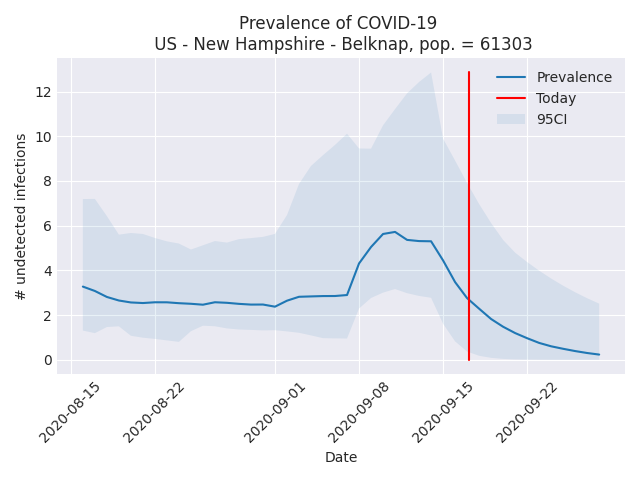 Prevalence of COVID-19
US - New Hampshire - Belknap, pop. = 61303
Prevalence
Today
95CI
# undetected infections
12
10
8
6
4
2
0
2020-08-15
2020-08-22
2020-09-01
2020-09-08
2020-09-15
2020-09-22
Date